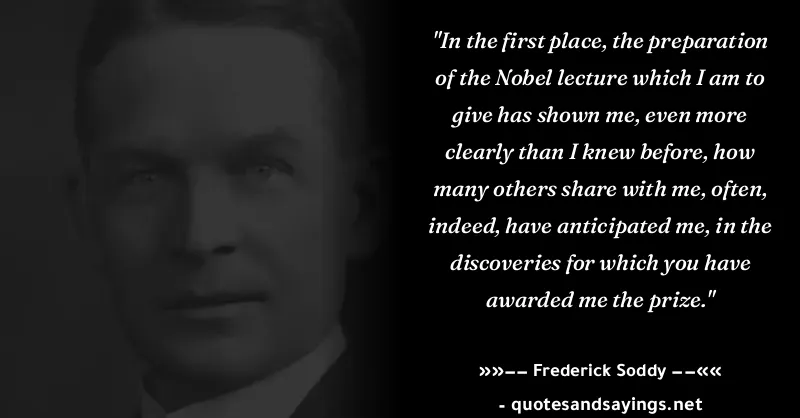 "In the first place, the preparation
of the Nobel lecture which I am to
give has shown me, even more
clearly than I knew before, how
many others share with me, often,
indeed, have anticipated me, in the
discoveries for which you have
awarded me the prize."
»»−− Frederick Soddy −−««
- quotesandsayings.net